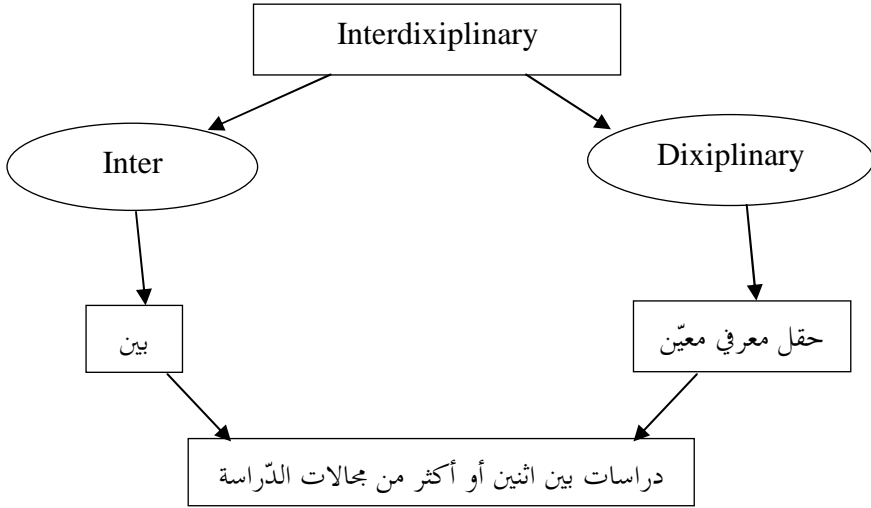 Interdixiplinary
Inter
Dixiplinary
بين
حقل معرفي معيّن
دراسات بين اثنين أو أكثر من مجالات الدّراسة